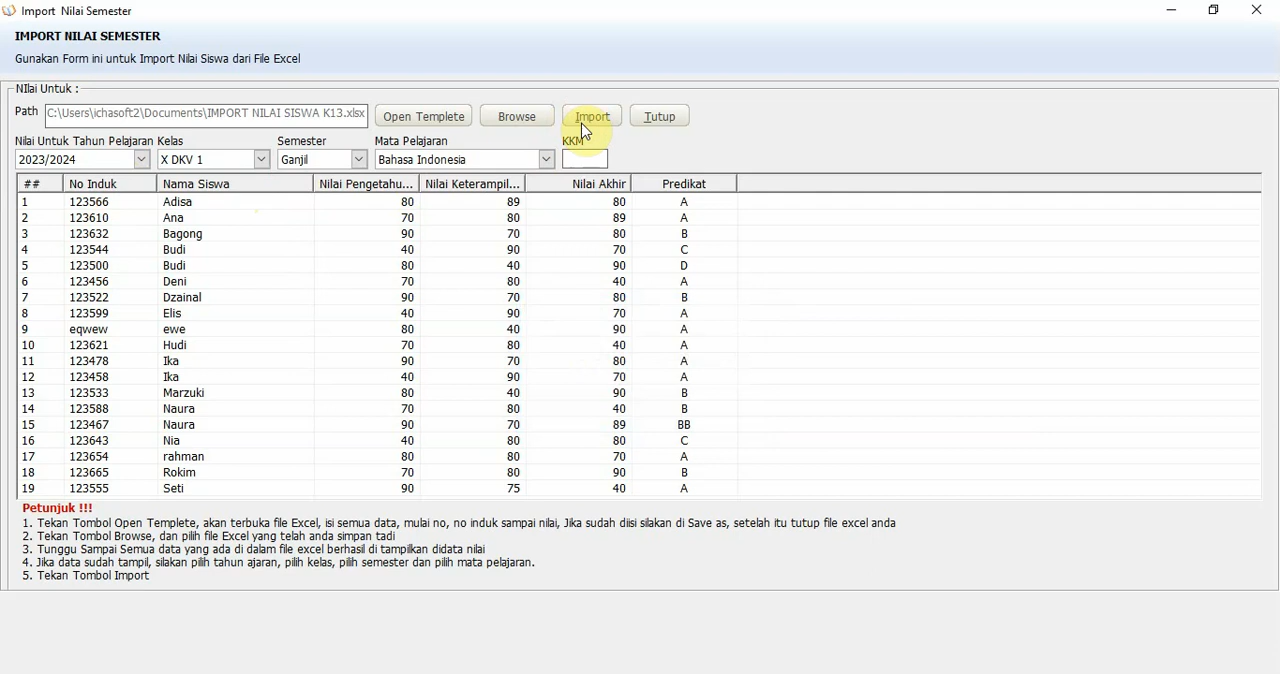 Import Nilai Semester
IMPORT NILAI SEMESTER
Gunakan Form ini untuk Import Nilai Siswa dari File Excel
NIlai Untuk :
Path C:\Users\ichasoft2\Documents\IMPORT NILAI SISWA K13.xlsx Open Templete Browse Import Tutup
Nilai Untuk Tahun Pelajaran Kelas Semester Mata Pelajaran KKM
2023/2024 X DKV 1 Ganjil Bahasa Indonesia
## No Induk Nama Siswa Nilai Pengetahu... Nilai Keterampil... Nilai Akhir Predikat
1 123566 Adisa 80 89 80 A
2 123610 Ana 70 80 89 A
3 123632 Bagong 90 70 80 B
4 123544 Budi 40 90 70 C
5 123500 Budi 80 40 90 D
6 123456 Deni 70 80 40 A
7 123522 Dzainal 90 70 80 B
8 123599 Elis 40 90 70 A
9 eqwew ewe 80 40 90 A
10 123621 Hudi 70 80 40 A
11 123478 Ika 90 70 80 A
12 123458 Ika 40 90 70 A
13 123533 Marzuki 80 40 90 B
14 123588 Naura 70 80 40 B
15 123467 Naura 90 70 89 BB
16 123643 Nia 40 80 80 C
17 123654 rahman 80 80 70 A
18 123665 Rokim 70 80 90 B
19 123555 Seti 90 75 40 A
Petunjuk !!!
1. Tekan Tombol Open Templete, akan terbuka file Excel, isi semua data, mulai no, no induk sampai nilai, Jika sudah diisi silakan di Save as, setelah itu tutup file excel anda
2. Tekan Tombol Browse, dan pilih file Excel yang telah anda simpan tadi
3. Tunggu Sampai Semua data yang ada di dalam file excel berhasil di tampilkan didata nilai
4. Jika data sudah tampil, silakan pilih tahun ajaran, pilih kelas, pilih semester dan pilih mata pelajaran.
5. Tekan Tombol Import